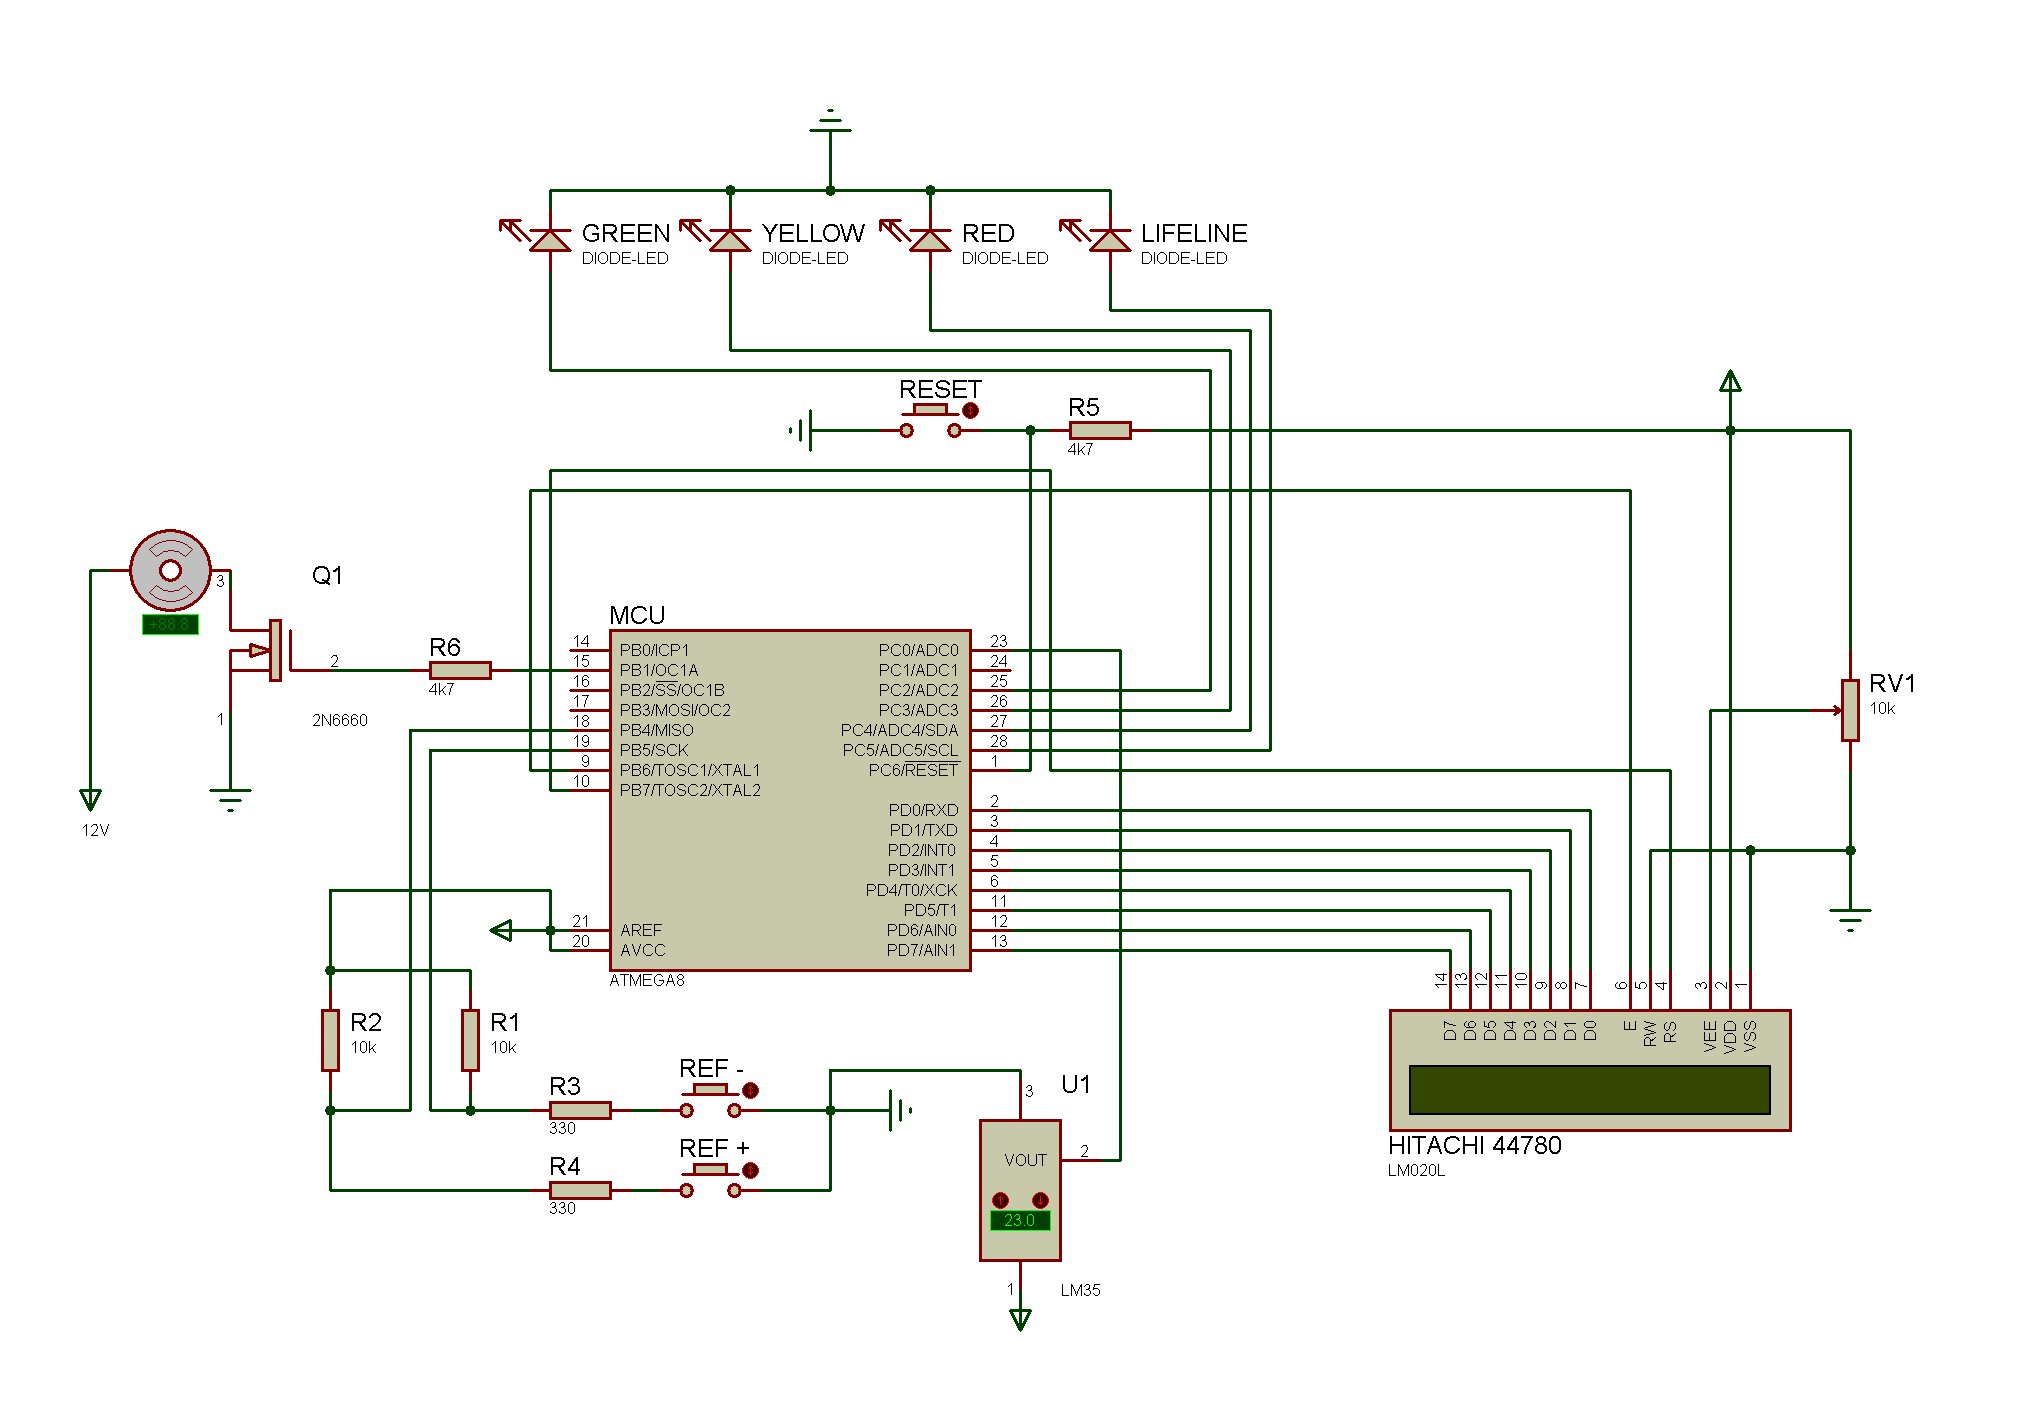 GREEN
DIODE-LED
YELLOW
DIODE-LED
RED
DIODE-LED
LIFELINE
DIODE-LED
RESET
R5
4k7
3
Q1
+88.8
2
1
2N6660
12V
R6
4k7
MCU
14 PB0/ICP1
15 PB1/OC1A
16 PB2/SS/OC1B
17 PB3/MOSI/OC2
18 PB4/MISO
19 PB5/SCK
9 PB6/TOSC1/XTAL1
10 PB7/TOSC2/XTAL2
21 AREF
20 AVCC
PC0/ADC0 23
PC1/ADC1 24
PC2/ADC2 25
PC3/ADC3 26
PC4/ADC4/SDA 27
PC5/ADC5/SCL 28
PC6/RESET 1
PD0/RXD 2
PD1/TXD 3
PD2/INT0 4
PD3/INT1 5
PD4/T0/XCK 6
PD5/T1 11
PD6/AIN0 12
PD7/AIN1 13
ATMEGA8
RV1
10k
R2
10k
R1
10k
R3
330
REF -
R4
330
REF +
U1
3
VOUT
2
23.0
1
LM35
14 D7
13 D6
12 D5
11 D4
10 D3
9 D2
8 D1
7 D0
6 E
5 RW
4 RS
3 VEE
2 VDD
1 VSS
HITACHI 44780
LM020L